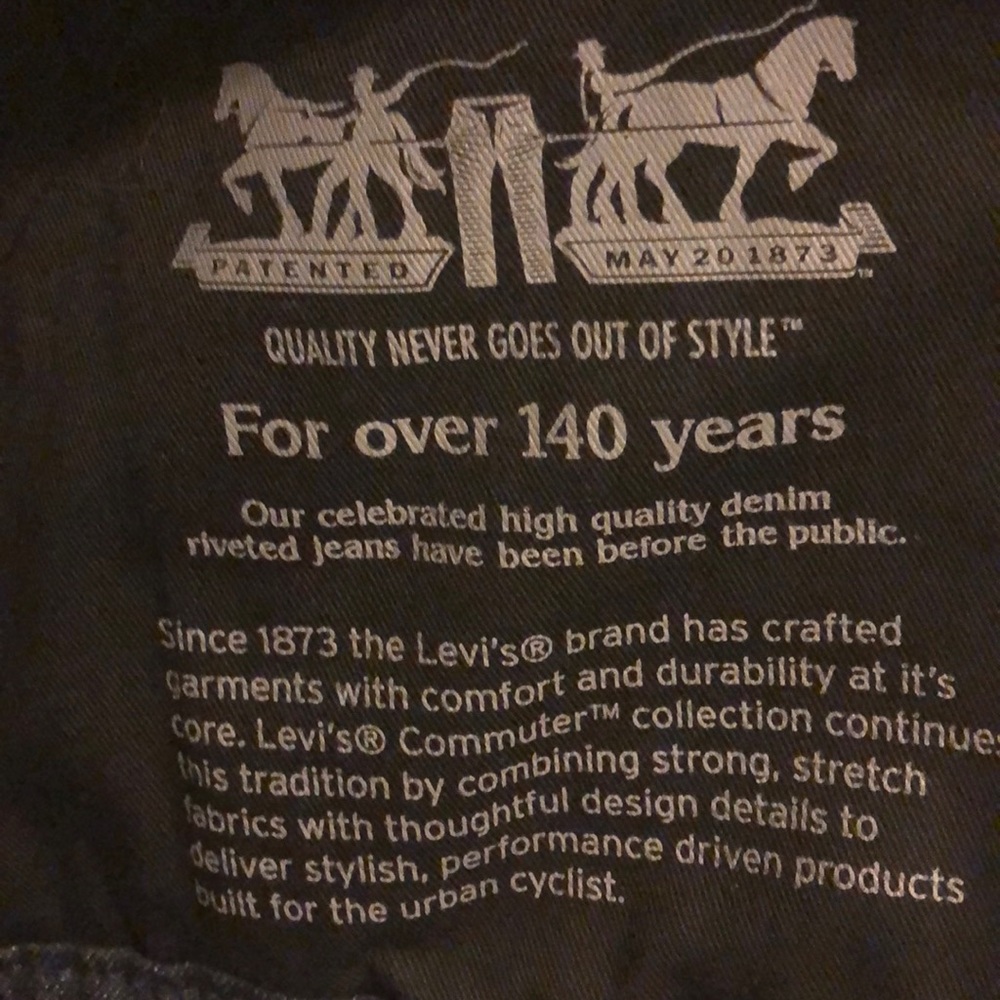 PATENTED MAY 20 1873 ™
QUALITY NEVER GOES OUT OF STYLE™
For over 140 years
Our celebrated high quality denim
riveted jeans have been before the public.
Since 1873 the Levi's® brand has crafted
garments with comfort and durability at it's
core. Levi's® Commuter™ collection continues
this tradition by combining strong, stretch
fabrics with thoughtful design details to
deliver stylish, performance driven products
built for the urban cyclist.